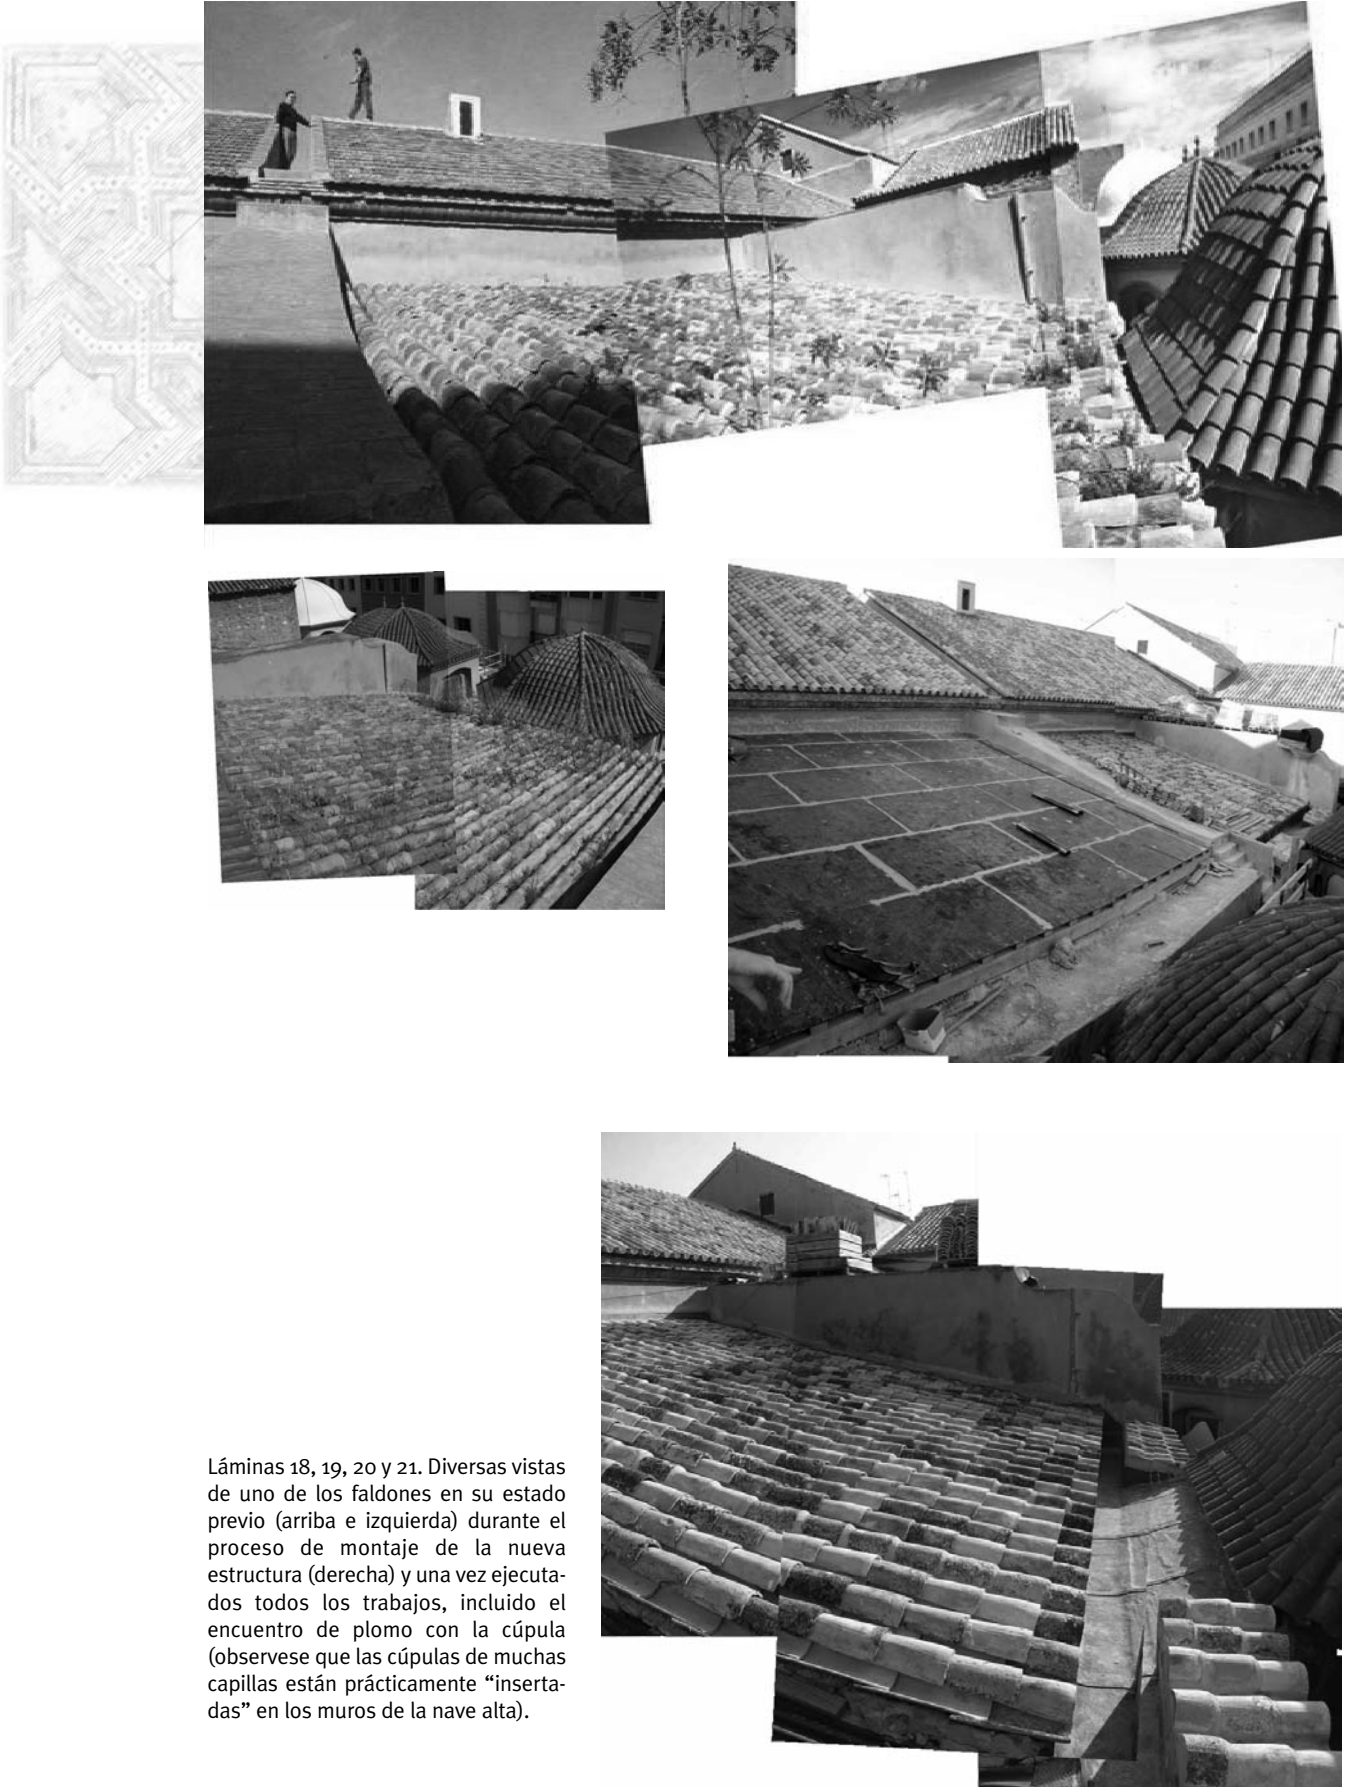 Láminas 18, 19, 20 y 21. Diversas vistas
de uno de los faldones en su estado
previo (arriba e izquierda) durante el
proceso de montaje de la nueva
estructura (derecha) y una vez ejecuta-
dos todos los trabajos, incluido el
encuentro de plomo con la cúpula
(observese que las cúpulas de muchas
capillas están prácticamente “inserta-
das” en los muros de la nave alta).